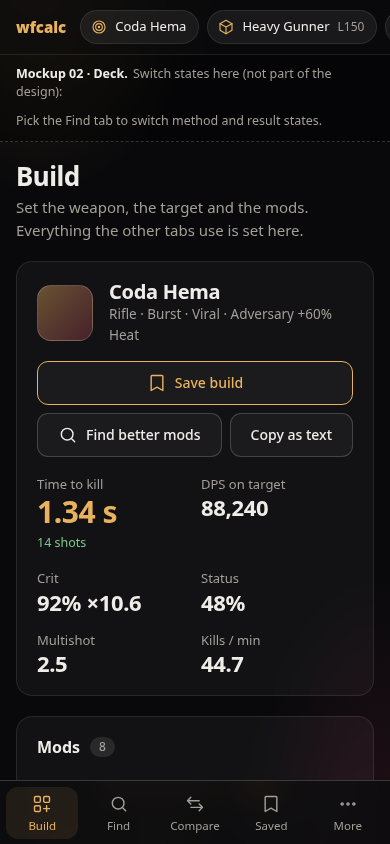 wfcalc
Coda Hema
Heavy Gunner L150
Mockup 02 · Deck. Switch states here (not part of the
design):
Pick the Find tab to switch method and result states.
Build
Set the weapon, the target and the mods.
Everything the other tabs use is set here.
Coda Hema
Rifle · Burst · Viral · Adversary +60%
Heat
Save build
Find better mods
Copy as text
Time to kill
1.34 s
14 shots
DPS on target
88,240
Crit
92% ×10.6
Status
48%
Multishot
2.5
Kills / min
44.7
Mods 8
Build
Find
Compare
Saved
More